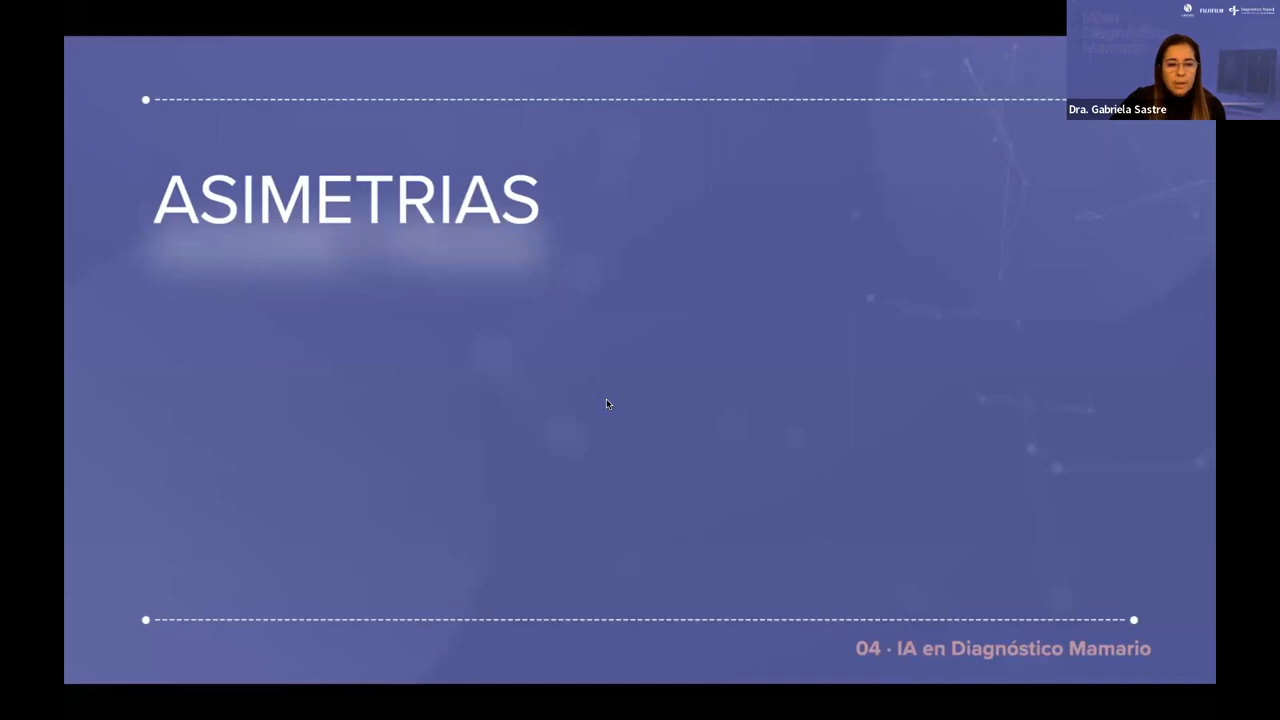 FUJIFILM
Dra. Gabriela Sastre
ASIMETRIAS
04 · IA en Diagnóstico Mamario